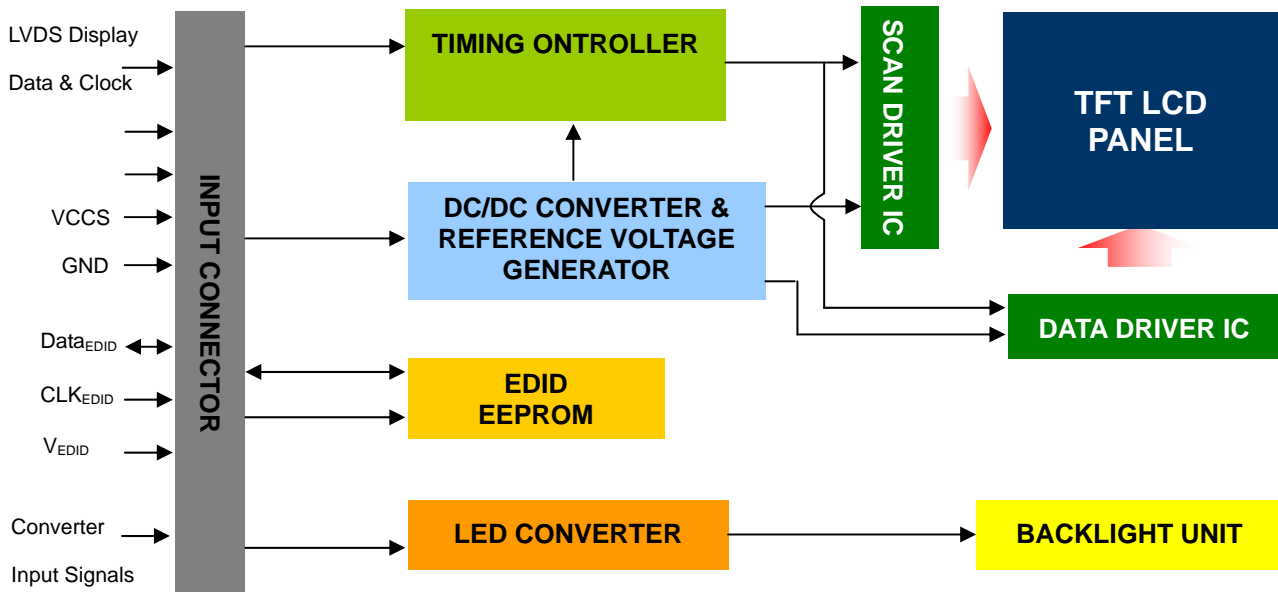 LVDS Display
Data & Clock
VCCS
GND
DataEDID
CLKEDID
VEDID
Converter
Input Signals
INPUT CONNECTOR
TIMING ONTROLLER
DC/DC CONVERTER &
REFERENCE VOLTAGE
GENERATOR
EDID
EEPROM
LED CONVERTER
SCAN DRIVER IC
TFT LCD
PANEL
DATA DRIVER IC
BACKLIGHT UNIT